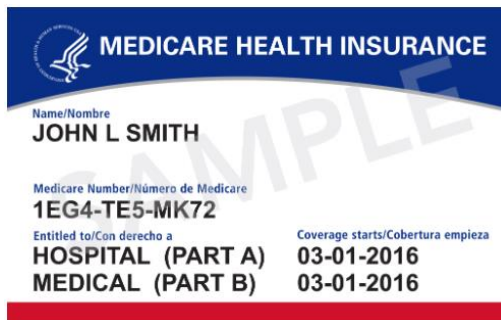 MEDICARE HEALTH INSURANCE
Name/Nombre
JOHN L SMITH
Medicare Number/Número de Medicare
1EG4-TE5-MK72
Entitled to/Con derecho a Coverage starts/Cobertura empieza
HOSPITAL (PART A) 03-01-2016
MEDICAL (PART B) 03-01-2016
SAMPLE